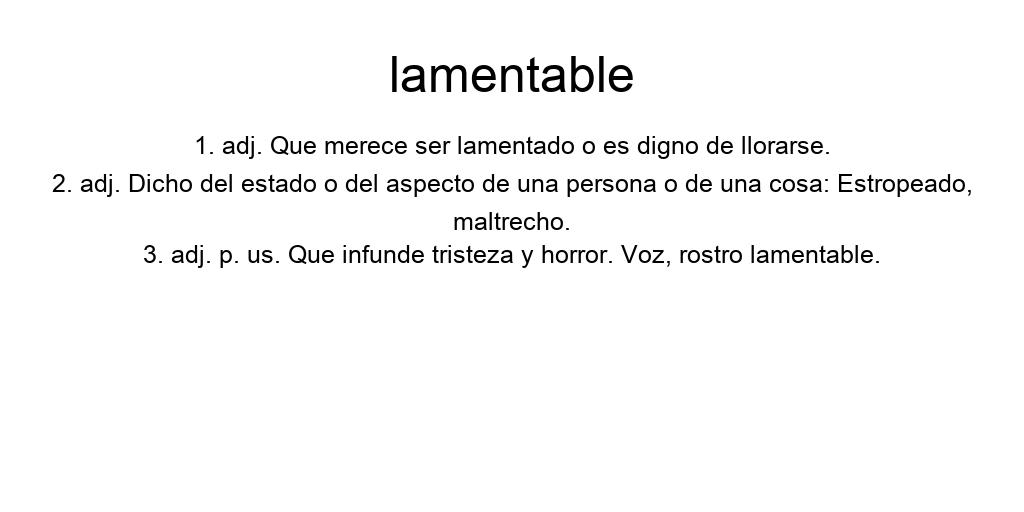 lamentable
1. adj. Que merece ser lamentado o es digno de llorarse.
2. adj. Dicho del estado o del aspecto de una persona o de una cosa: Estropeado,
maltrecho.
3. adj. p. us. Que infunde tristeza y horror. Voz, rostro lamentable.